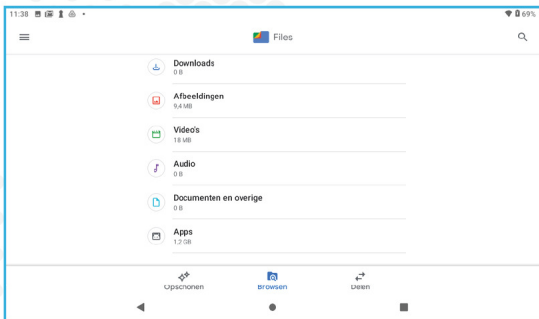 11:38 69%
Files
Downloads
0 B
Afbeeldingen
9,4 MB
Video's
18 MB
Audio
0 B
Documenten en overige
0 B
Apps
1,2 GB
Opschonen Browsen Delen